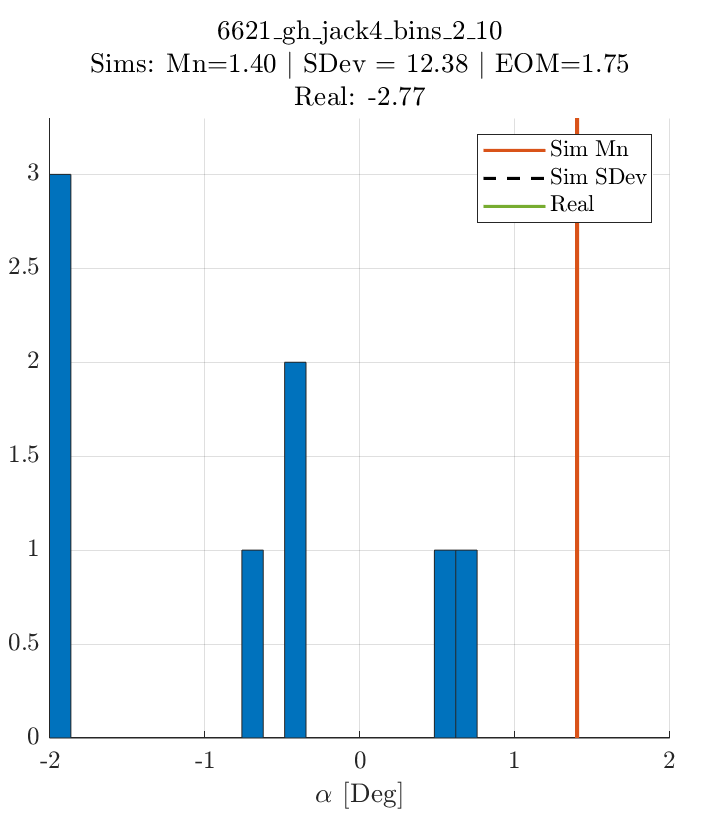 6621_gh_jack4_bins_2_10
Sims: Mn=1.40 | SDev = 12.38 | EOM=1.75
Real: -2.77
Sim Mn
Sim SDev
Real
3
2.5
2
1.5
1
0.5
0
-2 -1 0 1 2
α [Deg]